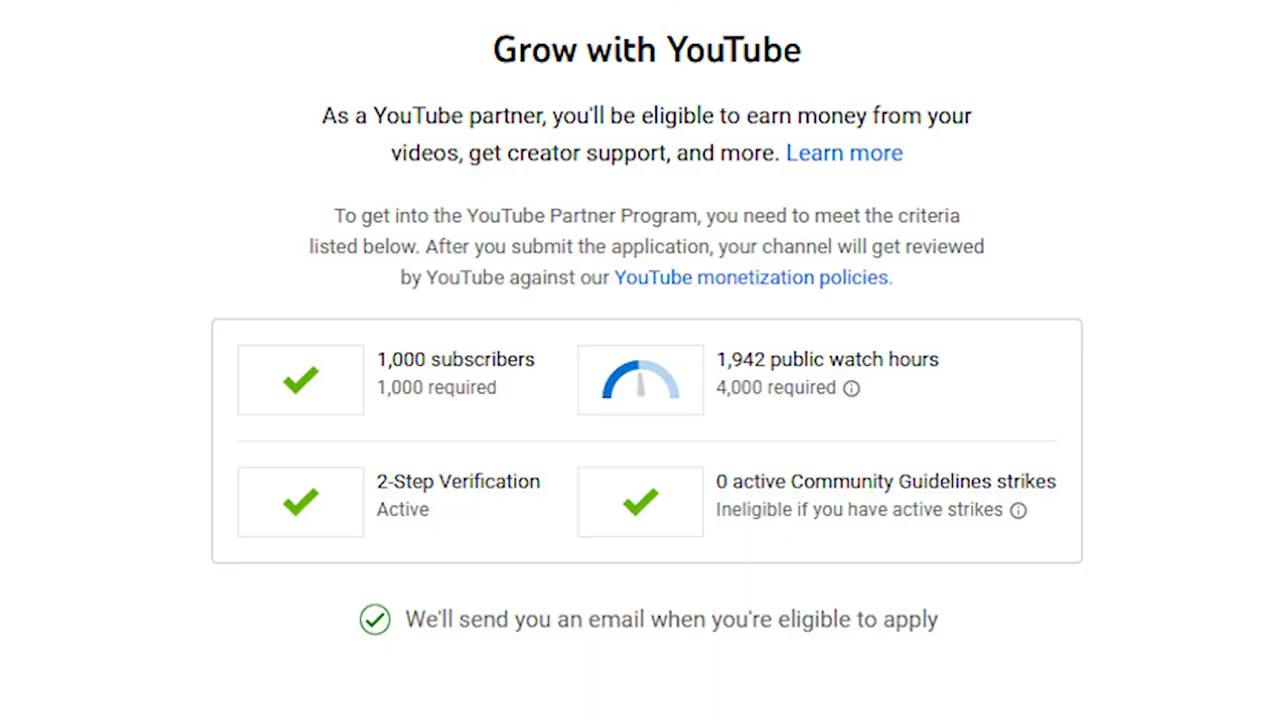 Grow with YouTube
As a YouTube partner, you'll be eligible to earn money from your
videos, get creator support, and more. Learn more
To get into the YouTube Partner Program, you need to meet the criteria
listed below. After you submit the application, your channel will get reviewed
by YouTube against our YouTube monetization policies.
1,000 subscribers
1,000 required
1,942 public watch hours
4,000 required
2-Step Verification
Active
0 active Community Guidelines strikes
Ineligible if you have active strikes
We'll send you an email when you're eligible to apply